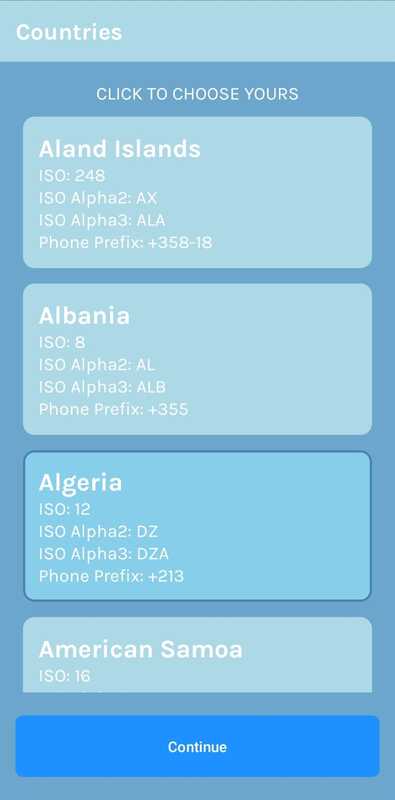 Countries
CLICK TO CHOOSE YOURS
Aland Islands
ISO: 248
ISO Alpha2: AX
ISO Alpha3: ALA
Phone Prefix: +358-18
Albania
ISO: 8
ISO Alpha2: AL
ISO Alpha3: ALB
Phone Prefix: +355
Algeria
ISO: 12
ISO Alpha2: DZ
ISO Alpha3: DZA
Phone Prefix: +213
American Samoa
ISO: 16
Continue